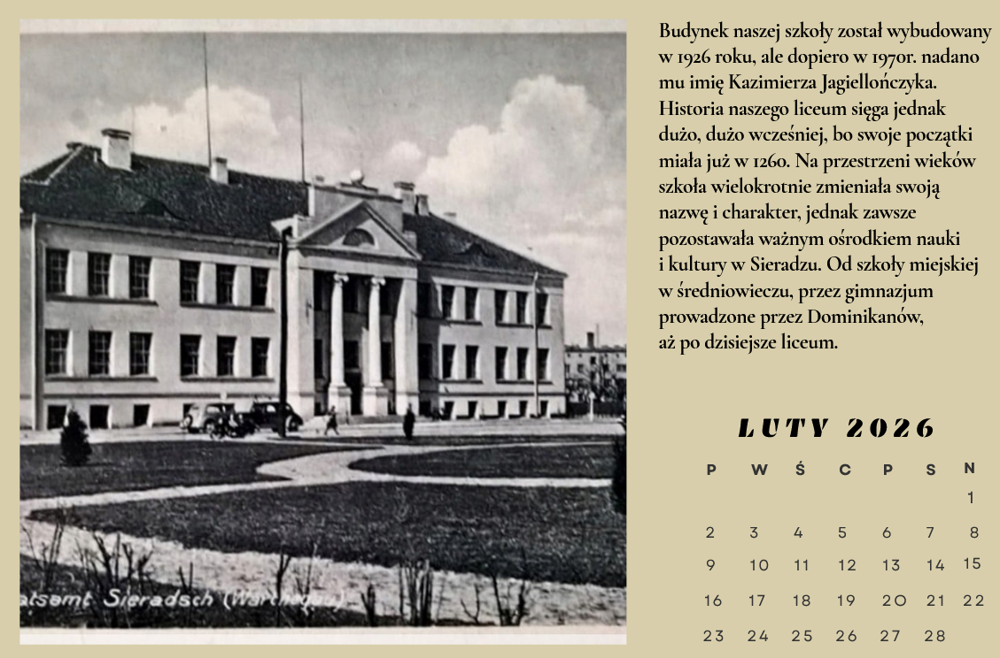 Budynek naszej szkoły został wybudowany
w 1926 roku, ale dopiero w 1970r. nadano
mu imię Kazimierza Jagiellończyka.
Historia naszego liceum sięga jednak
dużo, dużo wcześniej, bo swoje początki
miała już w 1260. Na przestrzeni wieków
szkoła wielokrotnie zmieniała swoją
nazwę i charakter, jednak zawsze
pozostawała ważnym ośrodkiem nauki
i kultury w Sieradzu. Od szkoły miejskiej
w średniowieczu, przez gimnazjum
prowadzone przez Dominikanów,
aż po dzisiejsze liceum.
LUTY 2026
P W Ś C P S N
1
2 3 4 5 6 7 8
9 10 11 12 13 14 15
16 17 18 19 20 21 22
23 24 25 26 27 28
atsamt Sieradsch (Warthegau)